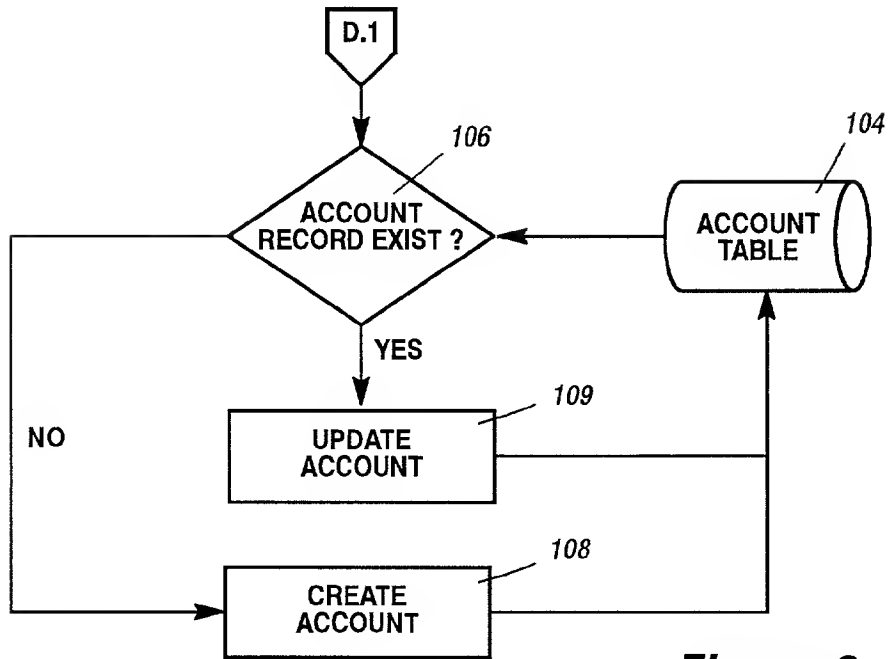 D.1
106
104
ACCOUNT
RECORD EXIST ?
ACCOUNT
TABLE
YES
109
NO
UPDATE
ACCOUNT
108
CREATE
ACCOUNT